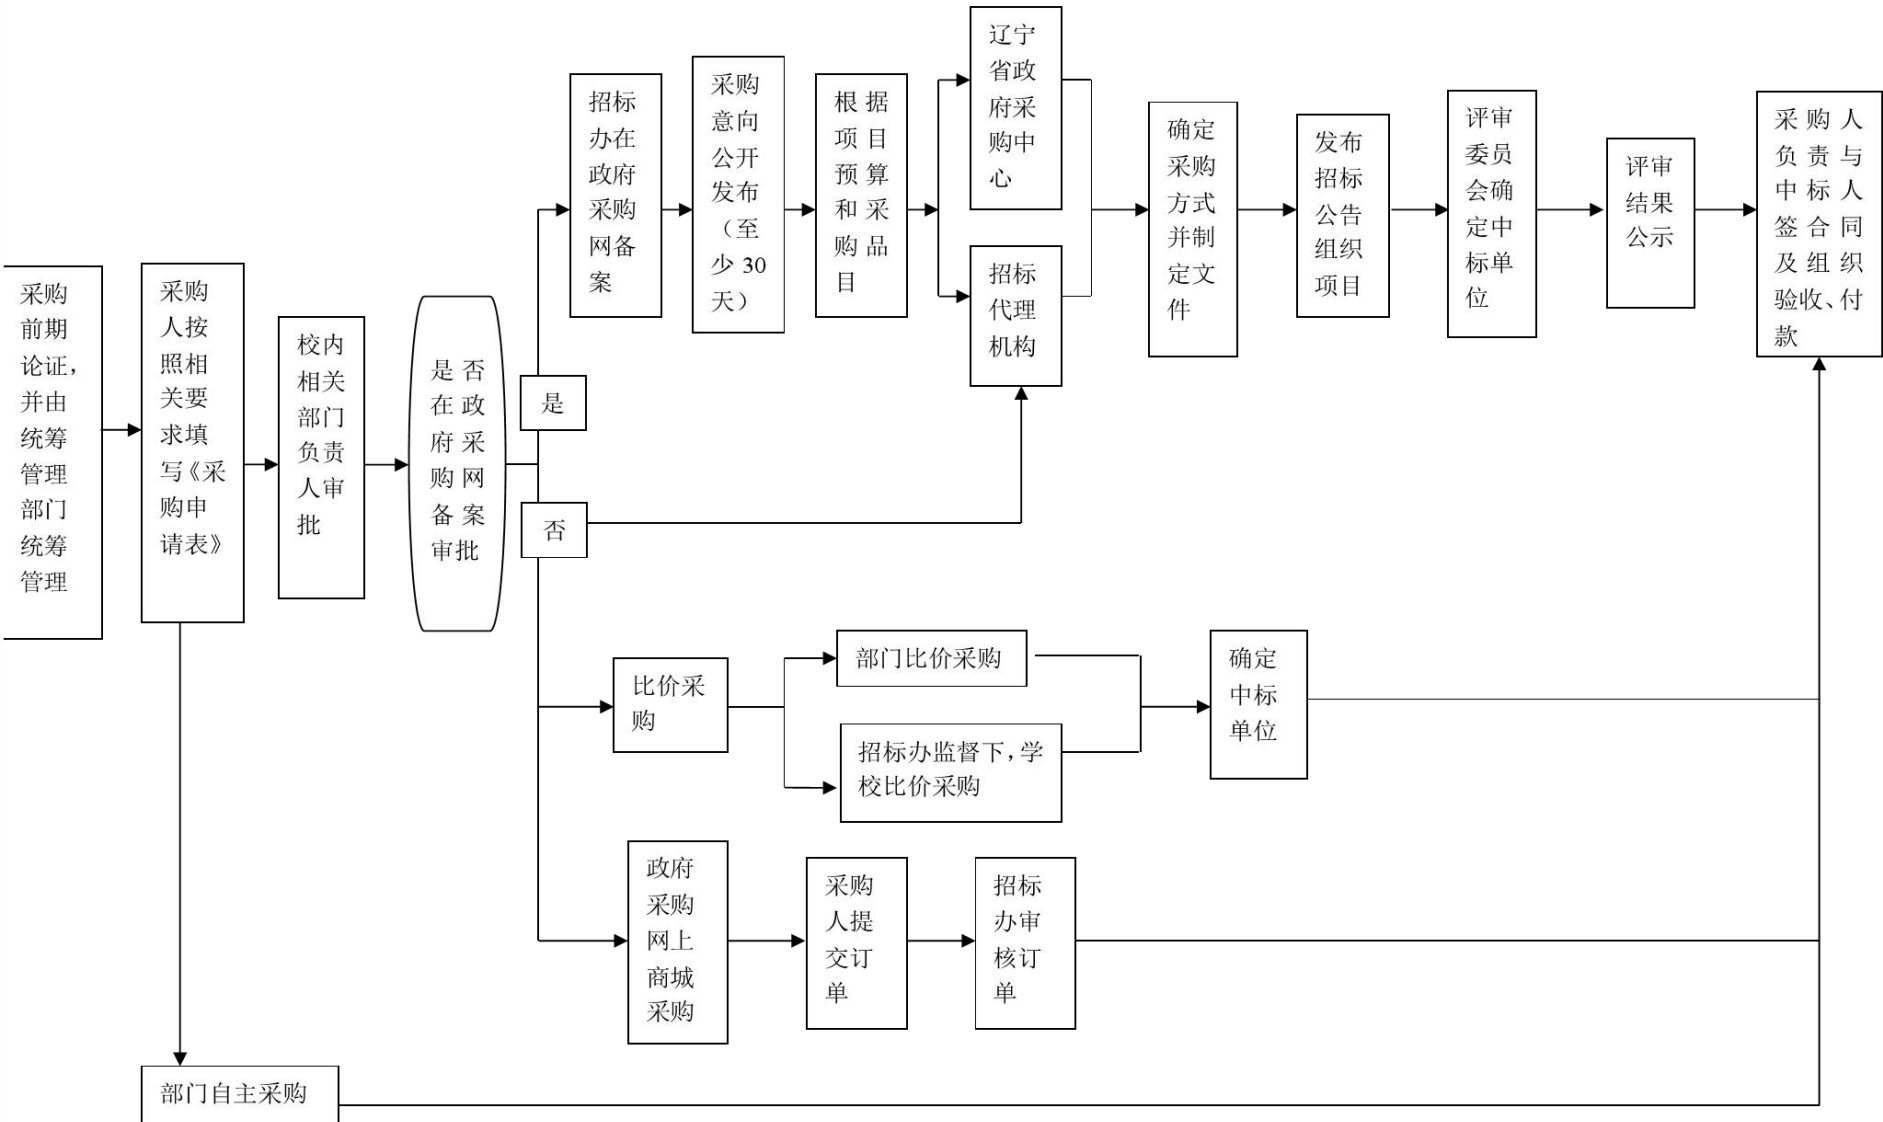 采购
前期
论证，
并由
统筹
管理
部门
统筹
管理
采购
人按
照相
关要
求填
写《采
购申
请表》
校内
相关
部门
负责
人审
批
是否
在政
府采
购网
备案
审批
是
否
招标
办在
政府
采购
网备
案
采购
意向
公开
发布
（至
少 30
天）
根据
项目
预算
和采
购品
目
辽宁
省政
府采
购中
心
招标
代理
机构
确定
采购
方式
并制
定文
件
发布
招标
公告
组织
项目
评审
委员
会确
定中
标单
位
评审
结果
公示
采购人
负责与
中标人
签合同
及组织
验收、付
款
比价采
购
部门比价采购
招标办监督下，学
校比价采购
确定
中标
单位
政府
采购
网上
商城
采购
采购
人提
交订
单
招标
办审
核订
单
部门自主采购